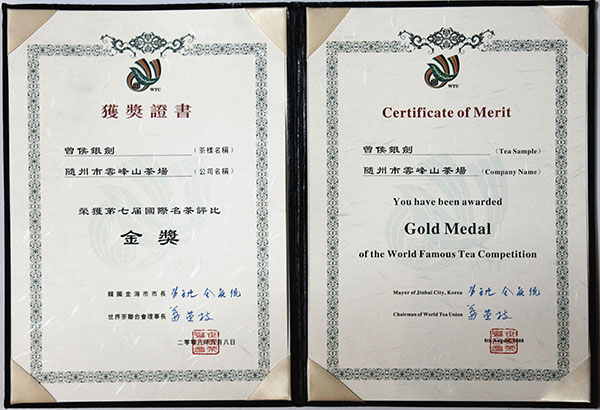 WTU
獲獎證書
曾侯銀劍 (茶樣名稱)
隨州市雲峰山茶場 (公司名稱)
榮獲第七屆國際名茶評比
金獎
韓國金海市市長
世界茶聯合會理事長
WTU
Certificate of Merit
曾侯銀劍 (Tea Sample)
隨州市雲峰山茶場 (Company Name)
You have been awarded
Gold Medal
of the World Famous Tea Competition
Mayor of Jinhai City, Korea
Chairman of World Tea Union